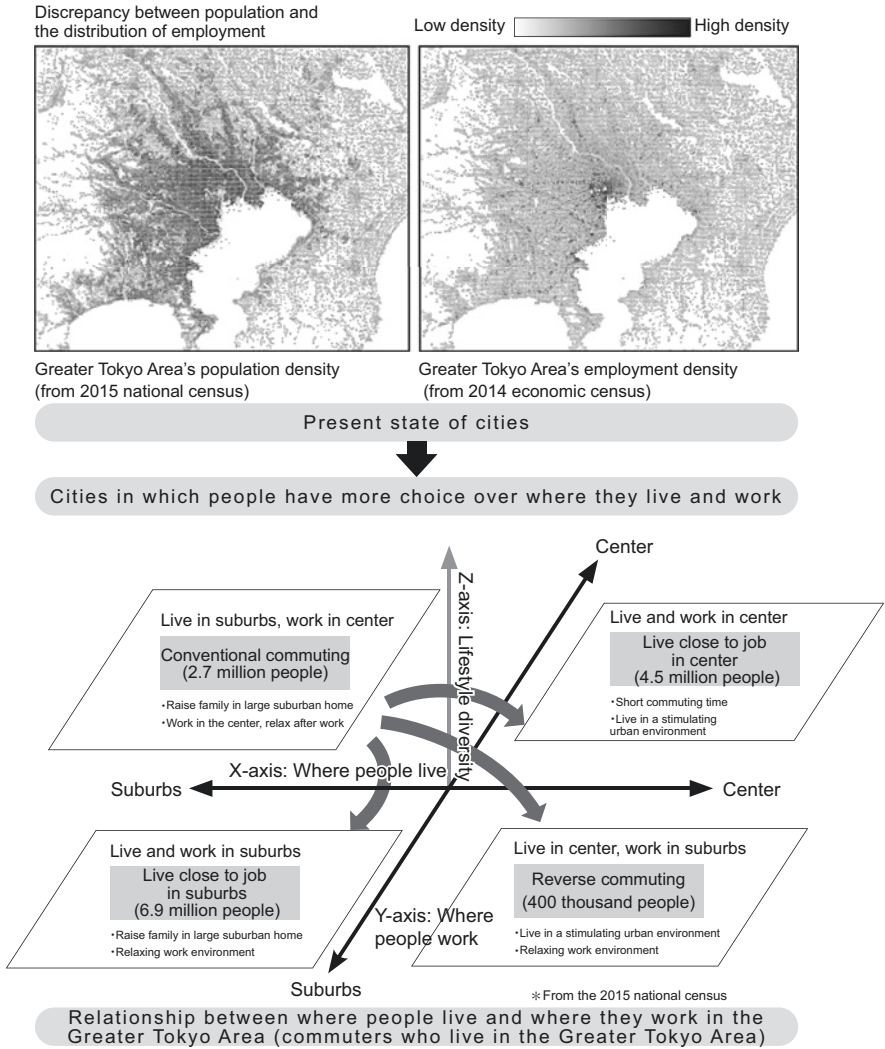 Discrepancy between population and
the distribution of employment
Low density
High density
Greater Tokyo Area's population density
(from 2015 national census)
Greater Tokyo Area's employment density
(from 2014 economic census)
Present state of cities
Cities in which people have more choice over where they live and work
Center
Z-axis: Lifestyle diversity
Live in suburbs, work in center
Conventional commuting
(2.7 million people)
・Raise family in large suburban home
・Work in the center, relax after work
Live and work in center
Live close to job
in center
(4.5 million people)
・Short commuting time
・Live in a stimulating
urban environment
X-axis: Where people live
Suburbs
Center
Live and work in suburbs
Live close to job
in suburbs
(6.9 million people)
・Raise family in large suburban home
・Relaxing work environment
Y-axis: Where
people work
Live in center, work in suburbs
Reverse commuting
(400 thousand people)
・Live in a stimulating urban environment
・Relaxing work environment
Suburbs
＊From the 2015 national census
Relationship between where people live and where they work in the
Greater Tokyo Area (commuters who live in the Greater Tokyo Area)